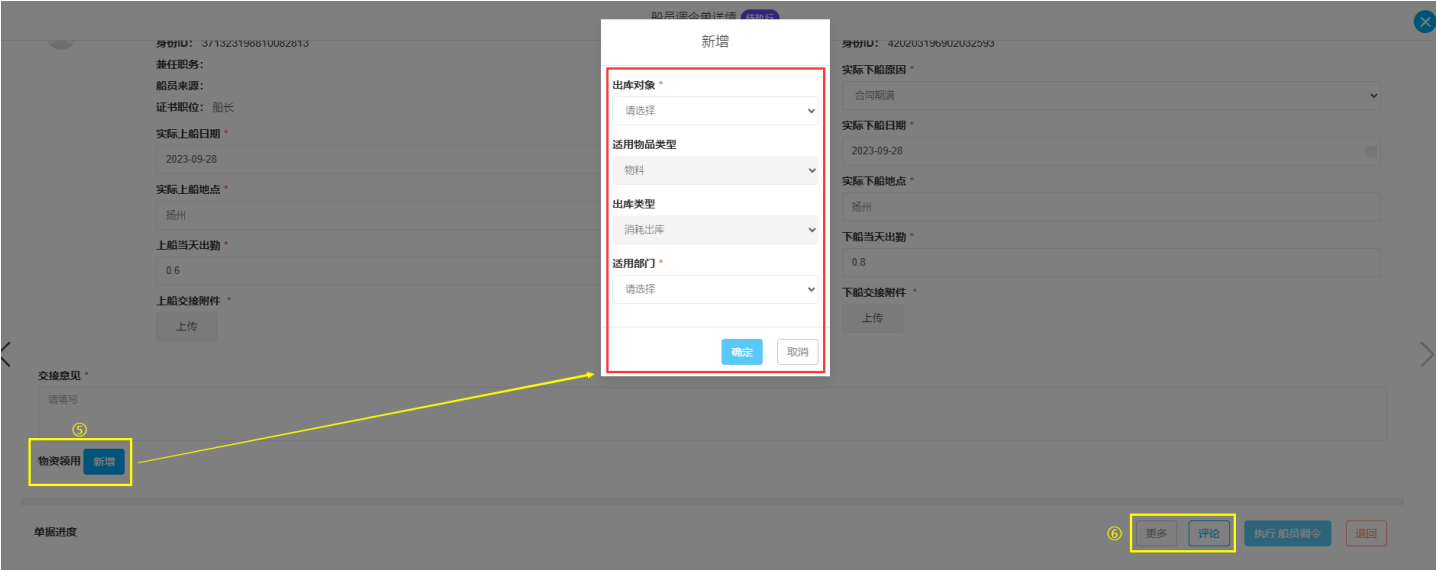 船员调令单详情 待执行
身份ID： 371323198810082813
兼任职务：
船员来源：
证书职位： 船长
实际上船日期 *
2023-09-28
实际上船地点 *
扬州
上船当天出勤 *
0.6
上船交接附件 *
上传
新增
出库对象 *
请选择
适用物品类型
物料
出库类型
消耗出库
适用部门 *
请选择
确定 取消
身份ID： 420203196902032593
实际下船原因 *
合同期满
实际下船日期 *
2023-09-28
实际下船地点 *
扬州
下船当天出勤 *
0.8
下船交接附件 *
上传
交接意见 *
请填写
⑤
物资领用 新增
单据进度
⑥ 更多 评论 执行 船员调令 退回